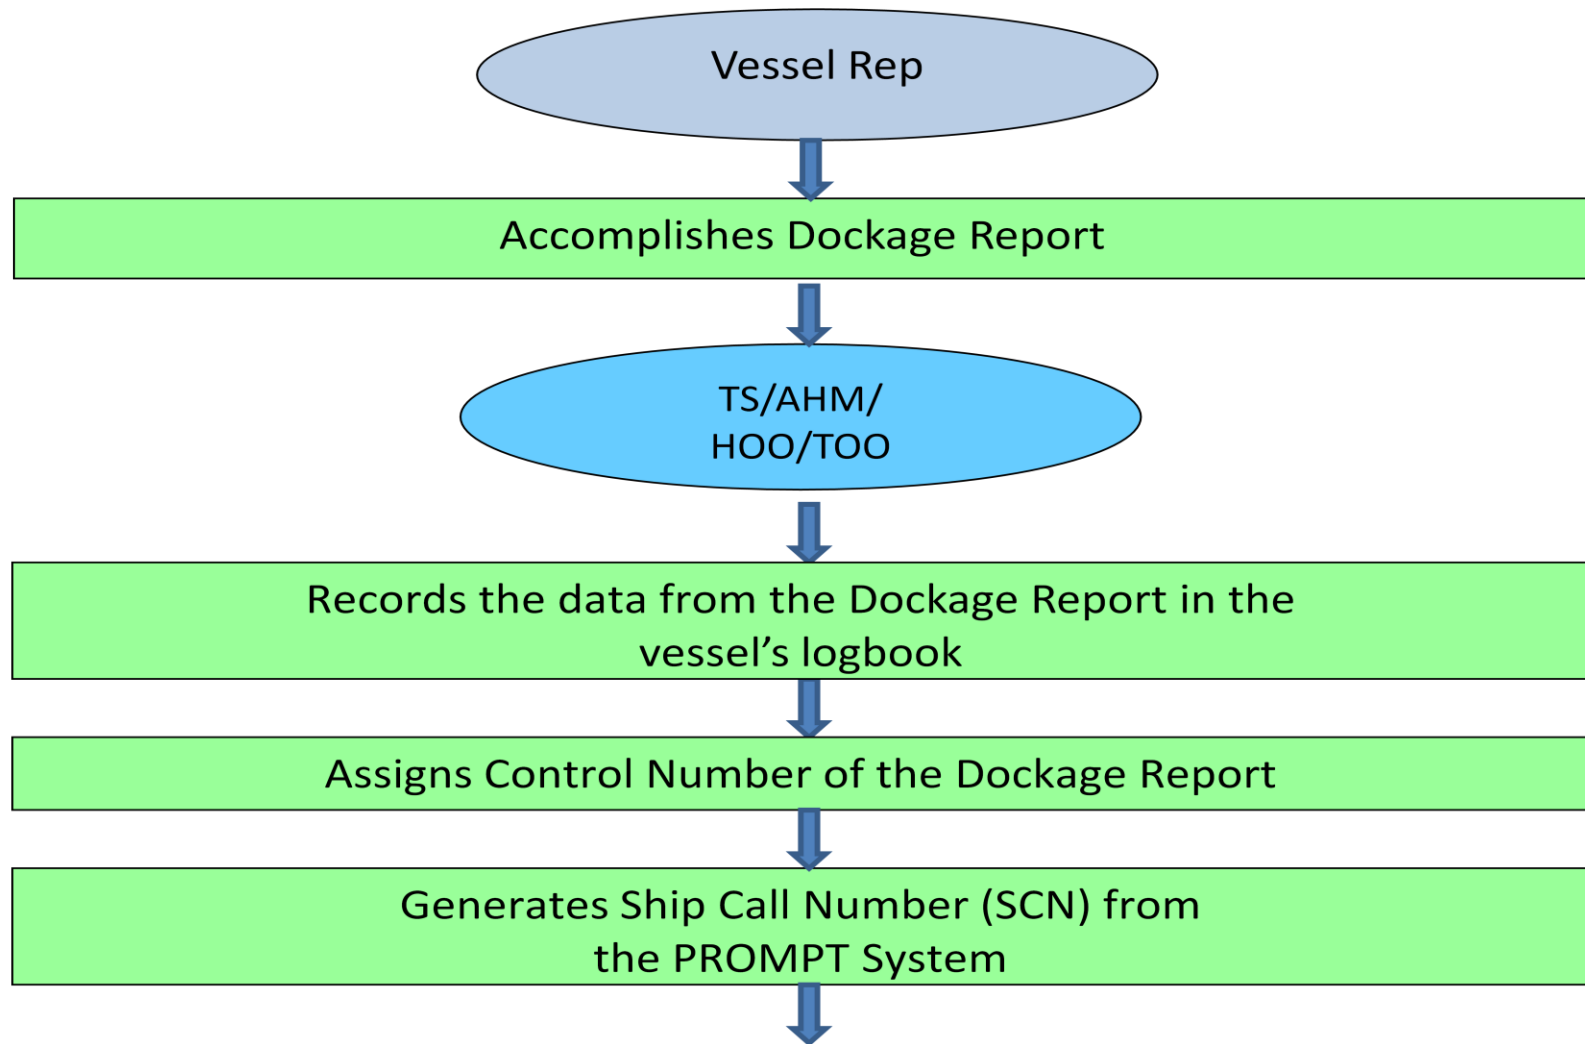 Vessel Rep
Accomplishes Dockage Report
TS/AHM/
HOO/TOO
Records the data from the Dockage Report in the
vessel’s logbook
Assigns Control Number of the Dockage Report
Generates Ship Call Number (SCN) from
the PROMPT System